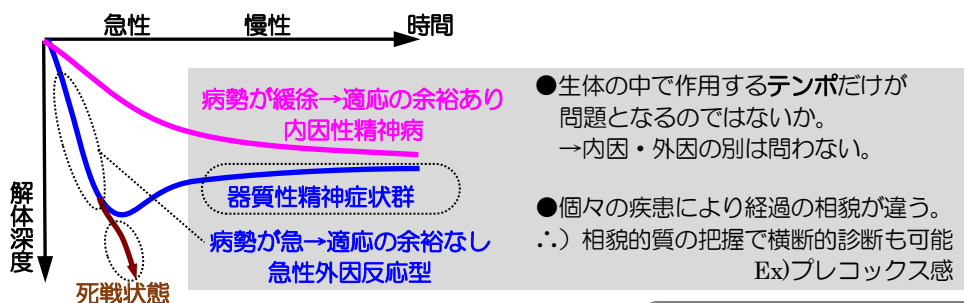 急性 慢性 時間
病勢が緩徐→適応の余裕あり
内因性精神病
器質性精神症状群
病勢が急→適応の余裕なし
急性外因反応型
解体深度
死戦状態
●生体の中で作用するテンポだけが
問題となるのではないか。
→内因・外因の別は問わない。
●個々の疾患により経過の相貌が違う。
∴）相貌的質の把握で横断的診断も可能
Ex)プレコックス感